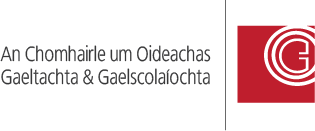 An Chomhairle um Oideachas
Gaeltachta & Gaelscolaíochta